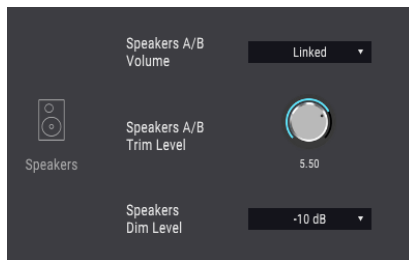 Speakers A/B
Volume
Linked
Speakers
Speakers A/B
Trim Level
5.50
Speakers
Dim Level
-10 dB